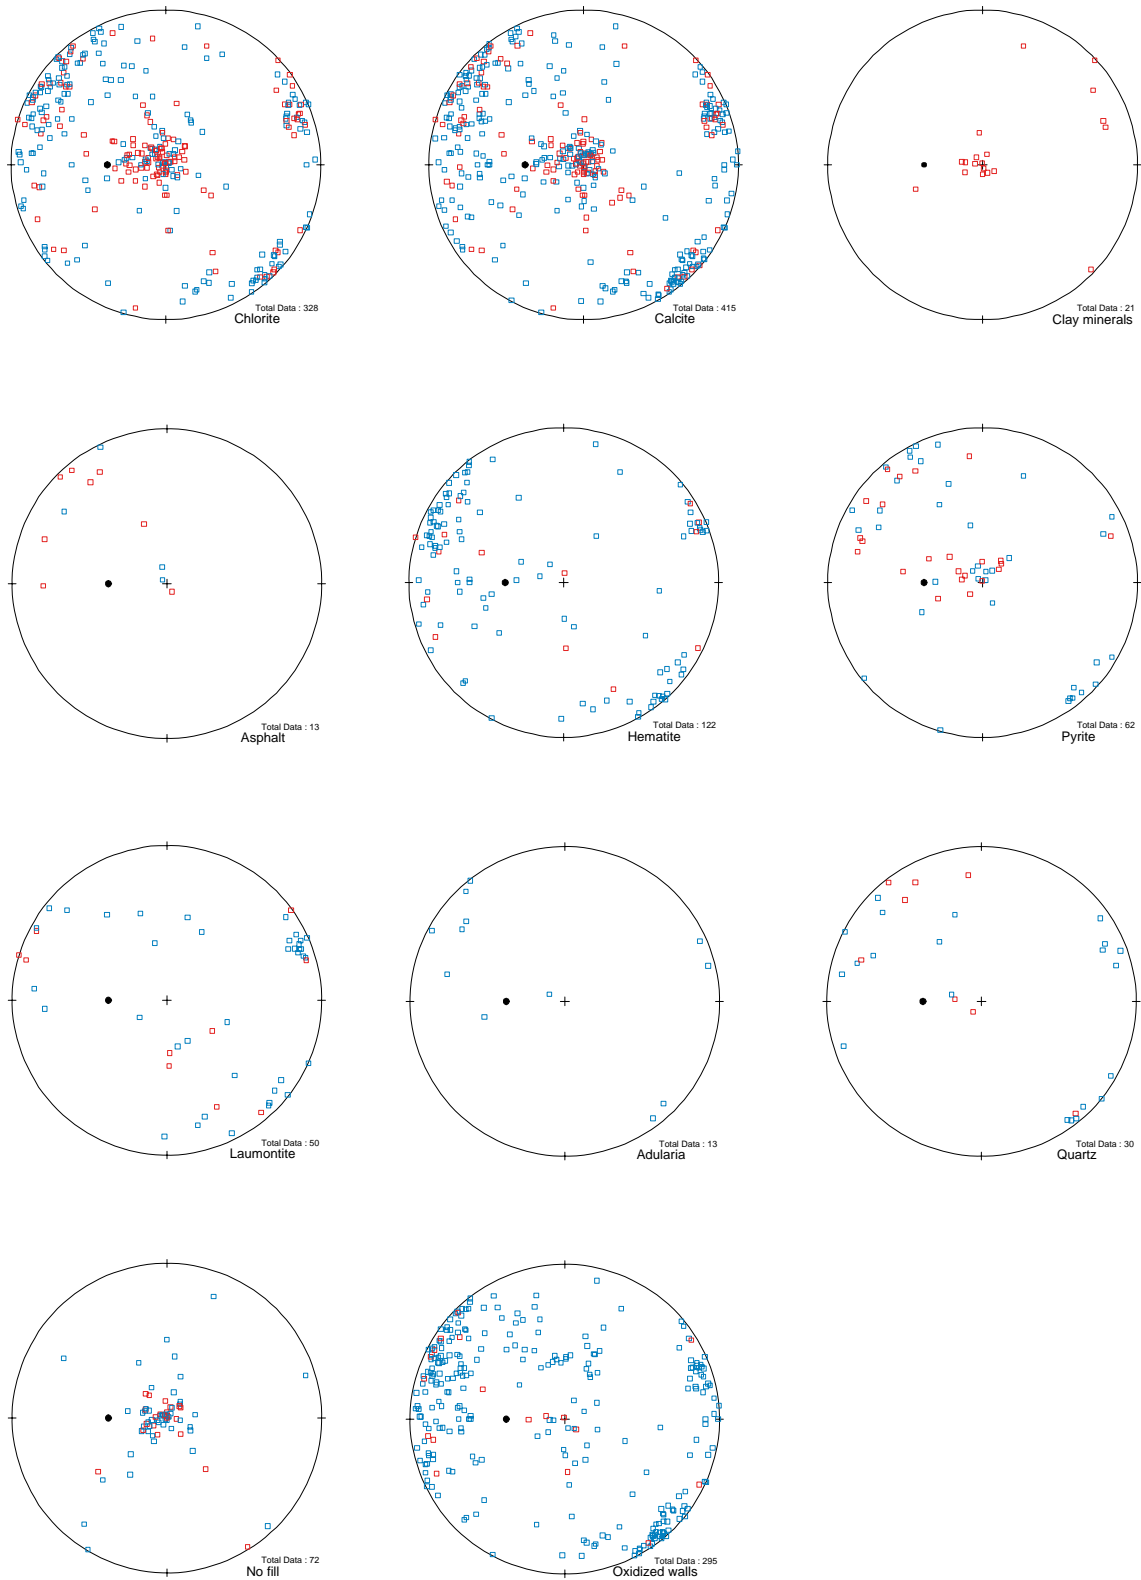 Total Data : 328
Chlorite
Total Data : 415
Calcite
Total Data : 21
Clay minerals
Total Data : 13
Asphalt
Total Data : 122
Hematite
Total Data : 62
Pyrite
Total Data : 50
Laumontite
Total Data : 13
Adularia
Total Data : 30
Quartz
Total Data : 72
No fill
Total Data : 295
Oxidized walls